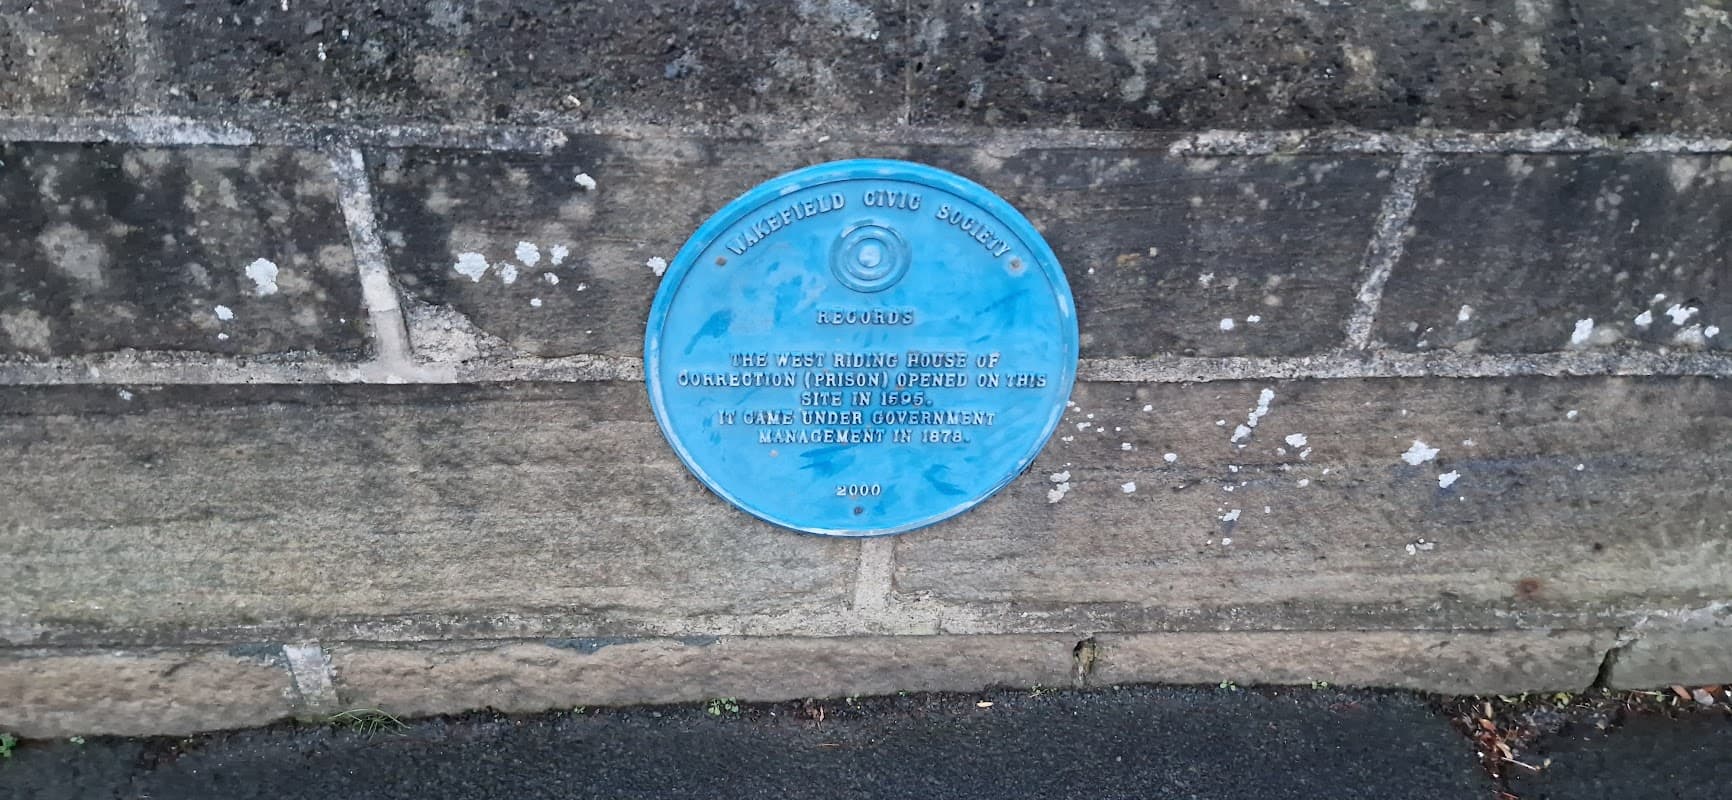 WAKEFIELD CIVIC SOCIETY
RECORDS
THE WEST RIDING HOUSE OF
CORRECTION (PRISON) OPENED ON THIS
SITE IN 1595.
IT CAME UNDER GOVERNMENT
MANAGEMENT IN 1878.
2000